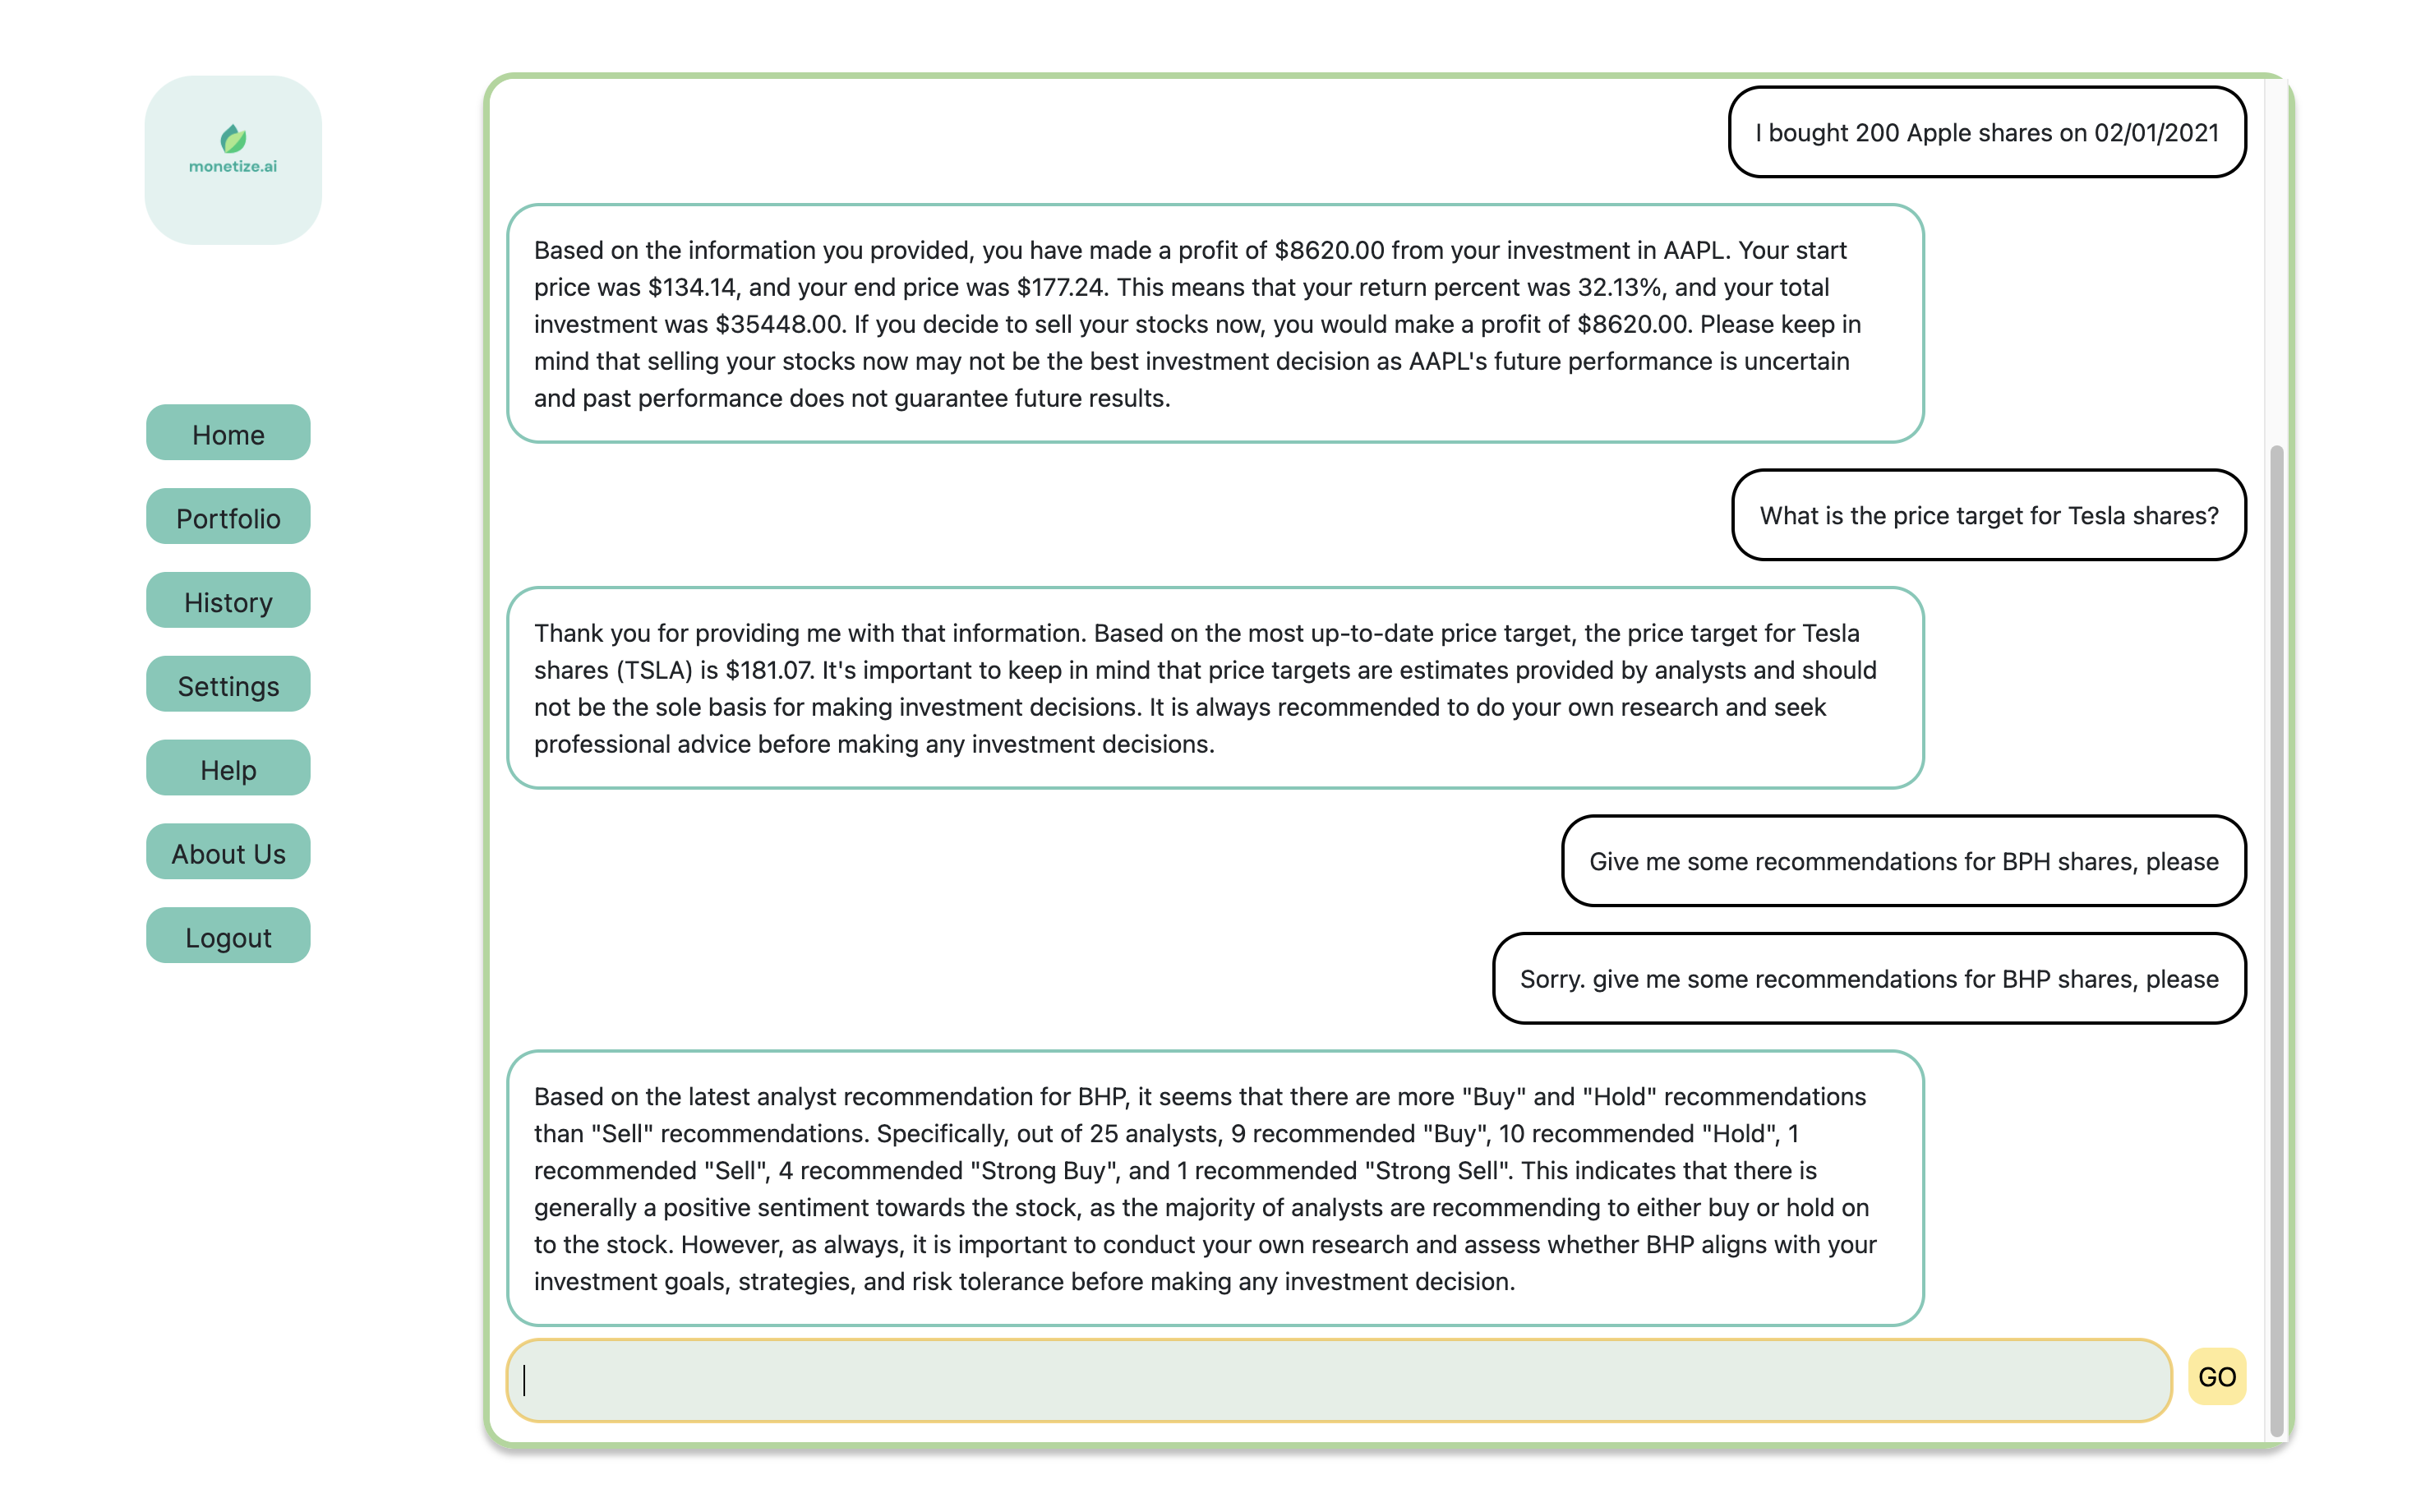 monetize.ai
Home
Portfolio
History
Settings
Help
About Us
Logout
I bought 200 Apple shares on 02/01/2021
Based on the information you provided, you have made a profit of $8620.00 from your investment in AAPL. Your start
price was $134.14, and your end price was $177.24. This means that your return percent was 32.13%, and your total
investment was $35448.00. If you decide to sell your stocks now, you would make a profit of $8620.00. Please keep in
mind that selling your stocks now may not be the best investment decision as AAPL's future performance is uncertain
and past performance does not guarantee future results.
What is the price target for Tesla shares?
Thank you for providing me with that information. Based on the most up-to-date price target, the price target for Tesla
shares (TSLA) is $181.07. It's important to keep in mind that price targets are estimates provided by analysts and should
not be the sole basis for making investment decisions. It is always recommended to do your own research and seek
professional advice before making any investment decisions.
Give me some recommendations for BPH shares, please
Sorry. give me some recommendations for BHP shares, please
Based on the latest analyst recommendation for BHP, it seems that there are more "Buy" and "Hold" recommendations
than "Sell" recommendations. Specifically, out of 25 analysts, 9 recommended "Buy", 10 recommended "Hold", 1
recommended "Sell", 4 recommended "Strong Buy", and 1 recommended "Strong Sell". This indicates that there is
generally a positive sentiment towards the stock, as the majority of analysts are recommending to either buy or hold on
to the stock. However, as always, it is important to conduct your own research and assess whether BHP aligns with your
investment goals, strategies, and risk tolerance before making any investment decision.
GO